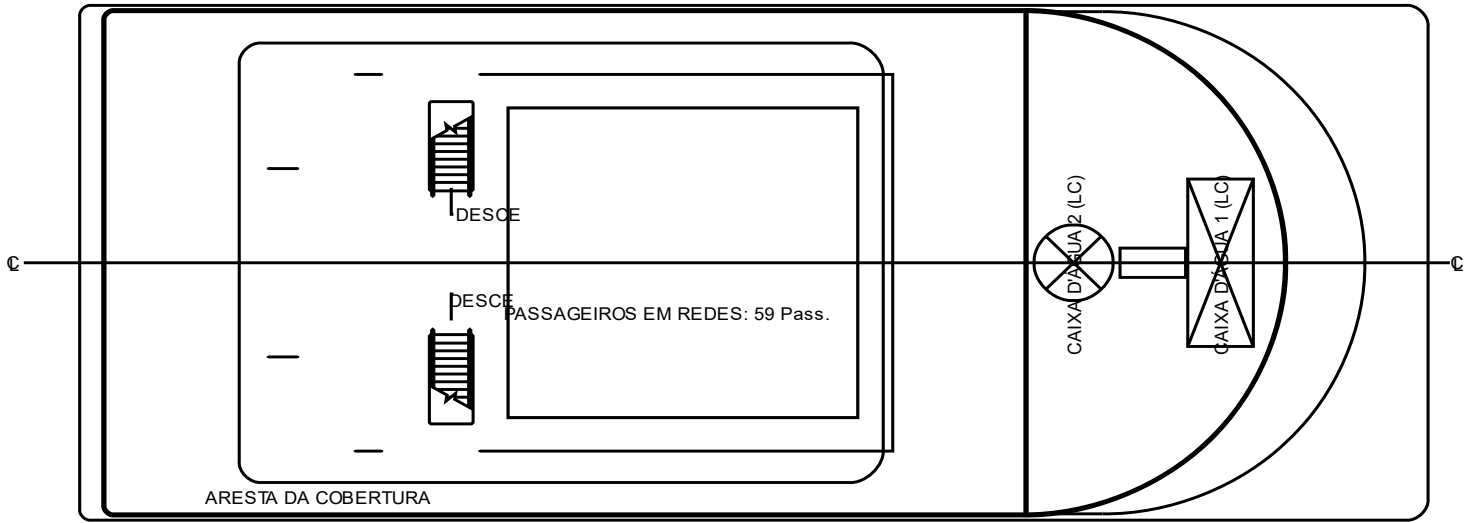 DESCE
CAIXA D'ÁGUA 2 (LC)
CAIXA D'ÁGUA 1 (LC)
℄
℄
DESCE
PASSAGEIROS EM REDES: 59 Pass.
ARESTA DA COBERTURA